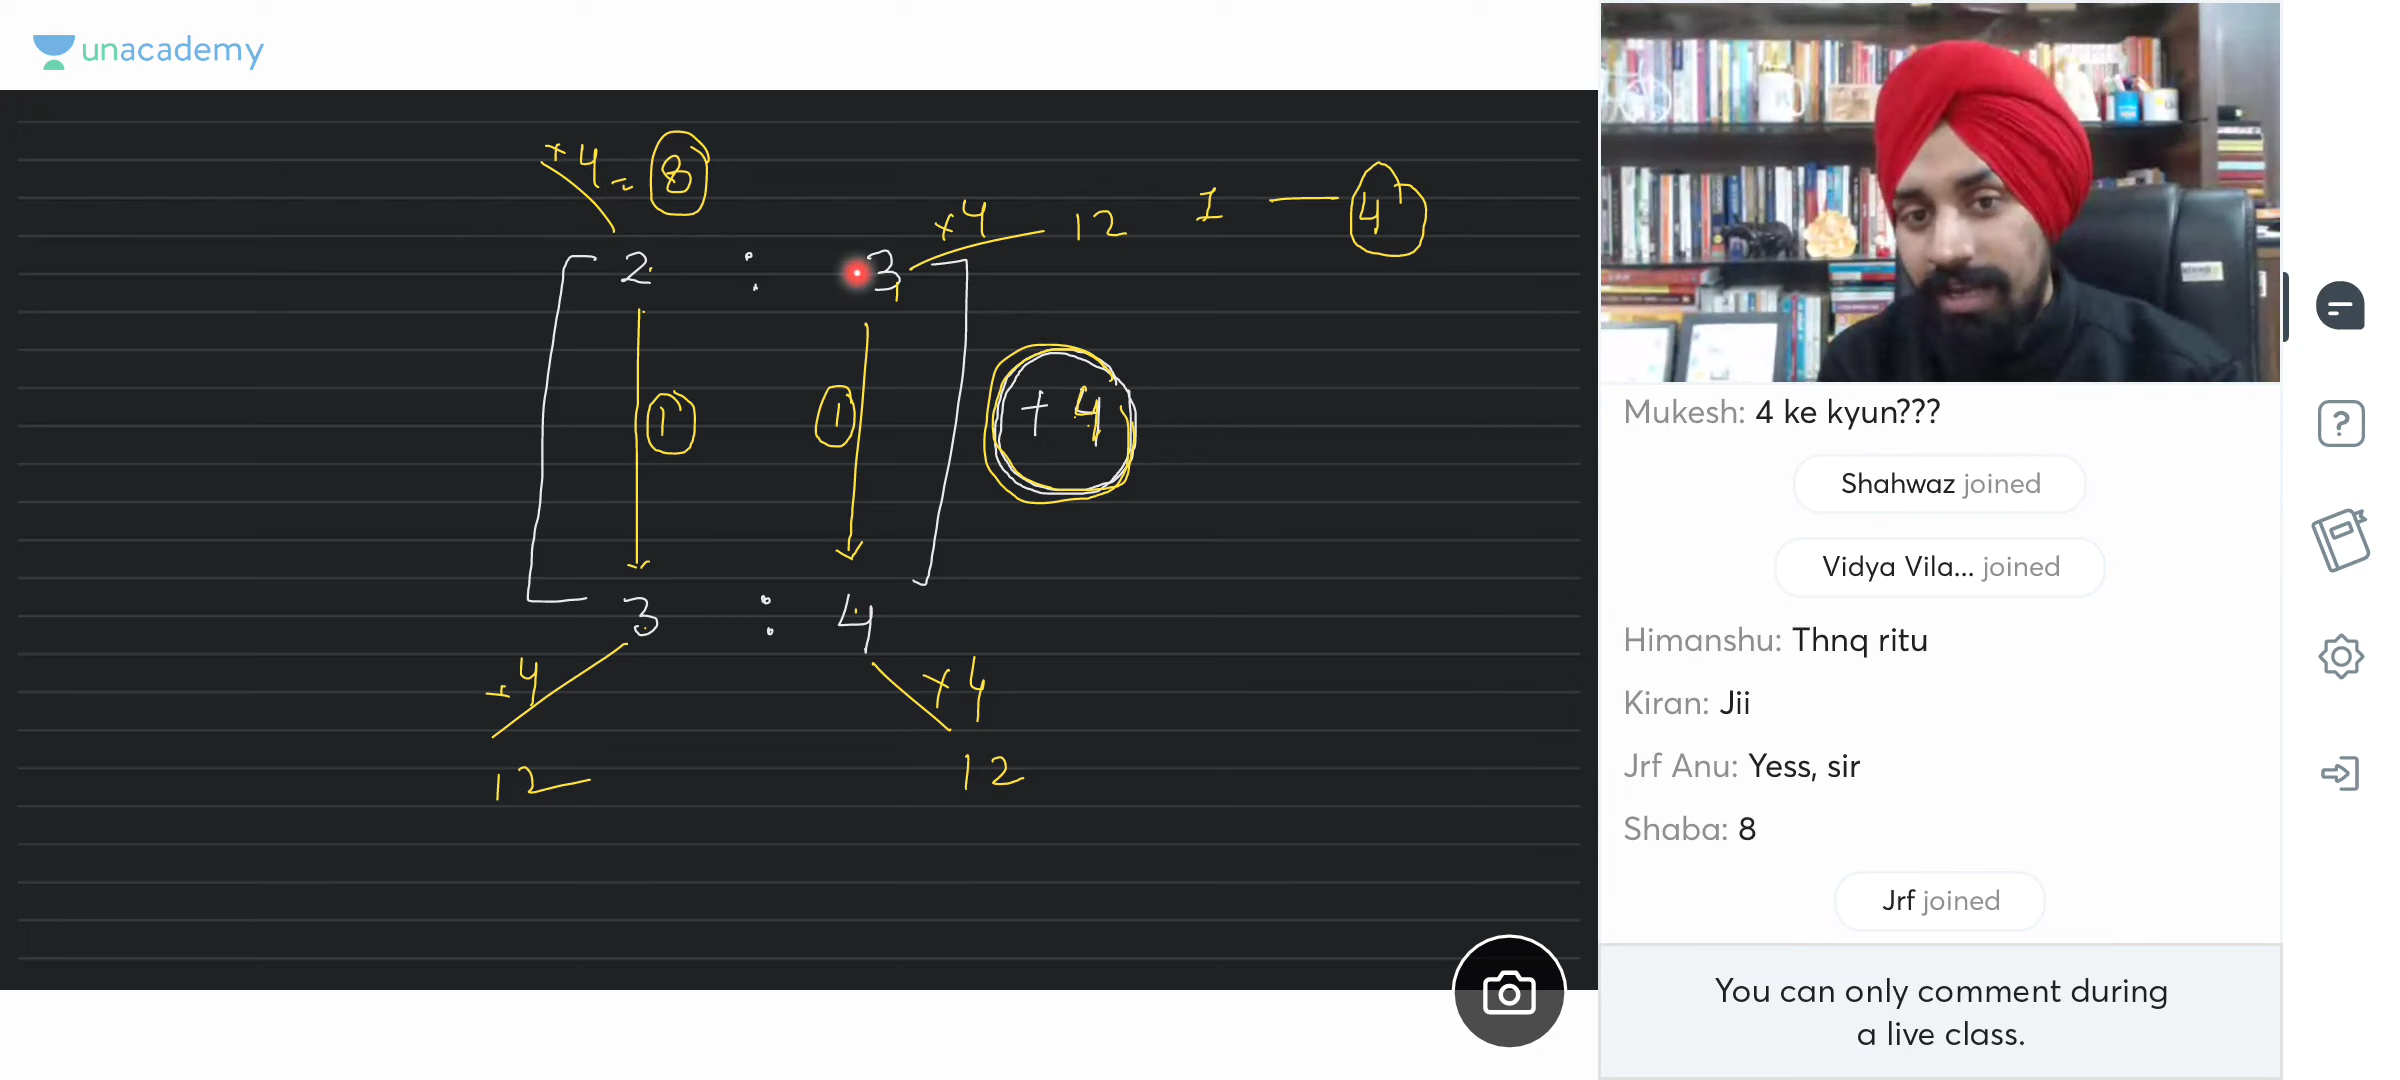 unacademy
×4 = 8
×4 12 1 — 4
2 : 3
1 1 + 4
3 : 4
×4 ×4
12 12
Mukesh: 4 ke kyun???
Shahwaz joined
Vidya Vila... joined
Himanshu: Thnq ritu
Kiran: Jii
Jrf Anu: Yess, sir
Shaba: 8
Jrf joined
You can only comment during
a live class.
?